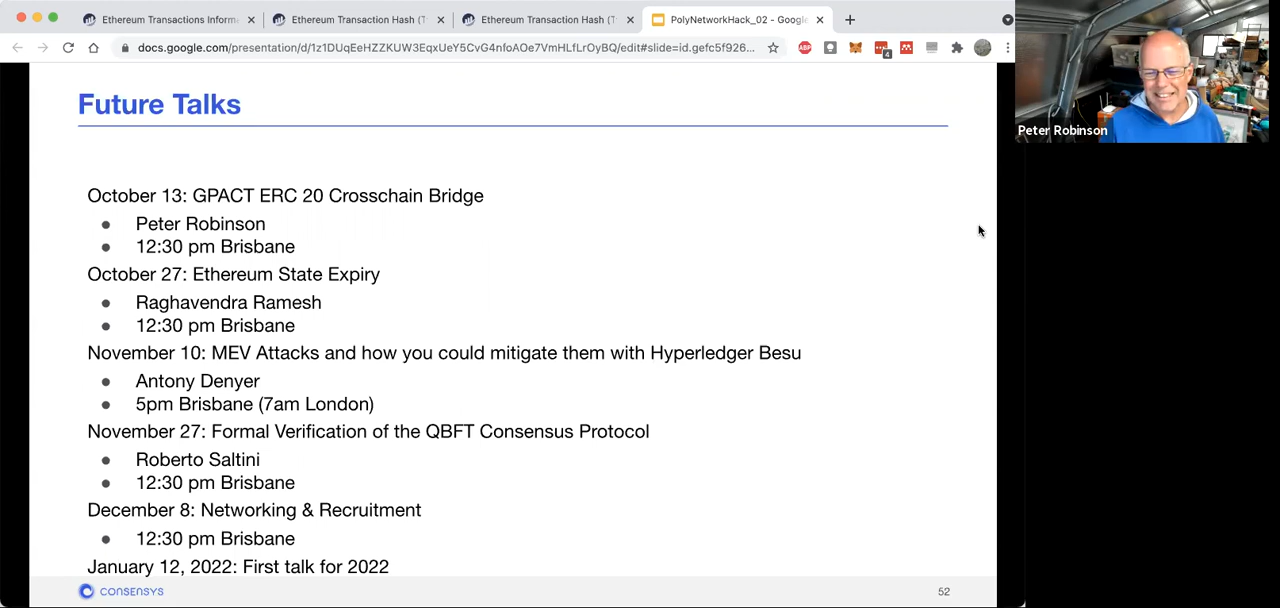 Ethereum Transactions Inform
Ethereum Transaction Hash (T
Ethereum Transaction Hash (T
PolyNetworkHack_02 - Google
docs.google.com/presentation/d/1z1DUqEeHZZKUW3EqxUeY5CvG4nfoAOe7VmHLfLrOyBQ/edit#slide=id.gefc5f926...
ABP
4
Peter Robinson
Future Talks
October 13: GPACT ERC 20 Crosschain Bridge
● Peter Robinson
● 12:30 pm Brisbane
October 27: Ethereum State Expiry
● Raghavendra Ramesh
● 12:30 pm Brisbane
November 10: MEV Attacks and how you could mitigate them with Hyperledger Besu
● Antony Denyer
● 5pm Brisbane (7am London)
November 27: Formal Verification of the QBFT Consensus Protocol
● Roberto Saltini
● 12:30 pm Brisbane
December 8: Networking & Recruitment
● 12:30 pm Brisbane
January 12, 2022: First talk for 2022
CONSENSYS
52